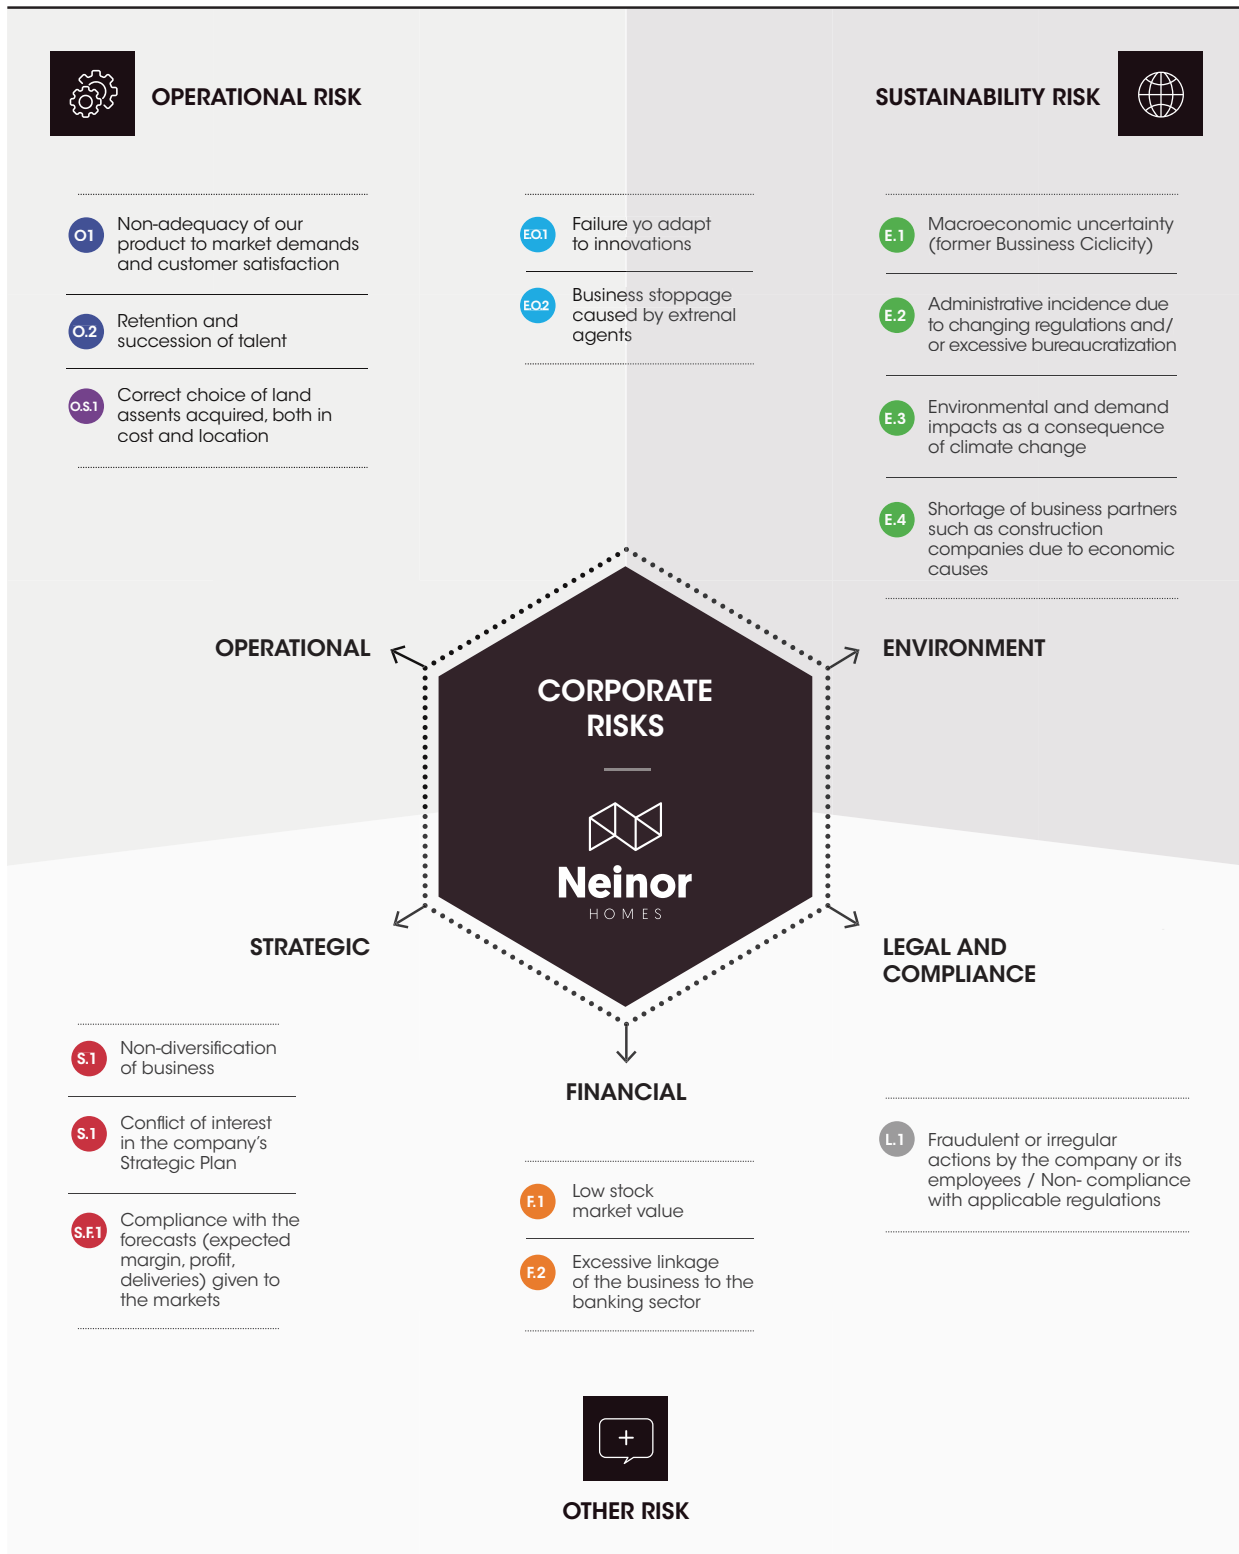 OPERATIONAL RISK
SUSTAINABILITY RISK
O1
Non-adequacy of our
product to market demands
and customer satisfaction
O.2
Retention and
succession of talent
O.S.1
Correct choice of land
assents acquired, both in
cost and location
E.O.1
Failure yo adapt
to innovations
E.O.2
Business stoppage
caused by extrenal
agents
E.1
Macroeconomic uncertainty
(former Bussiness Ciclicity)
E.2
Administrative incidence due
to changing regulations and/
or excessive bureaucratization
E.3
Environmental and demand
impacts as a consequence
of climate change
E.4
Shortage of business partners
such as construction
companies due to economic
causes
OPERATIONAL
ENVIRONMENT
CORPORATE
RISKS
Neinor
HOMES
STRATEGIC
LEGAL AND
COMPLIANCE
FINANCIAL
S.1
Non-diversification
of business
S.1
Conflict of interest
in the company's
Strategic Plan
S.F.1
Compliance with the
forecasts (expected
margin, profit,
deliveries) given to
the markets
F.1
Low stock
market value
F.2
Excessive linkage
of the business to the
banking sector
L.1
Fraudulent or irregular
actions by the company or its
employees / Non- compliance
with applicable regulations
OTHER RISK